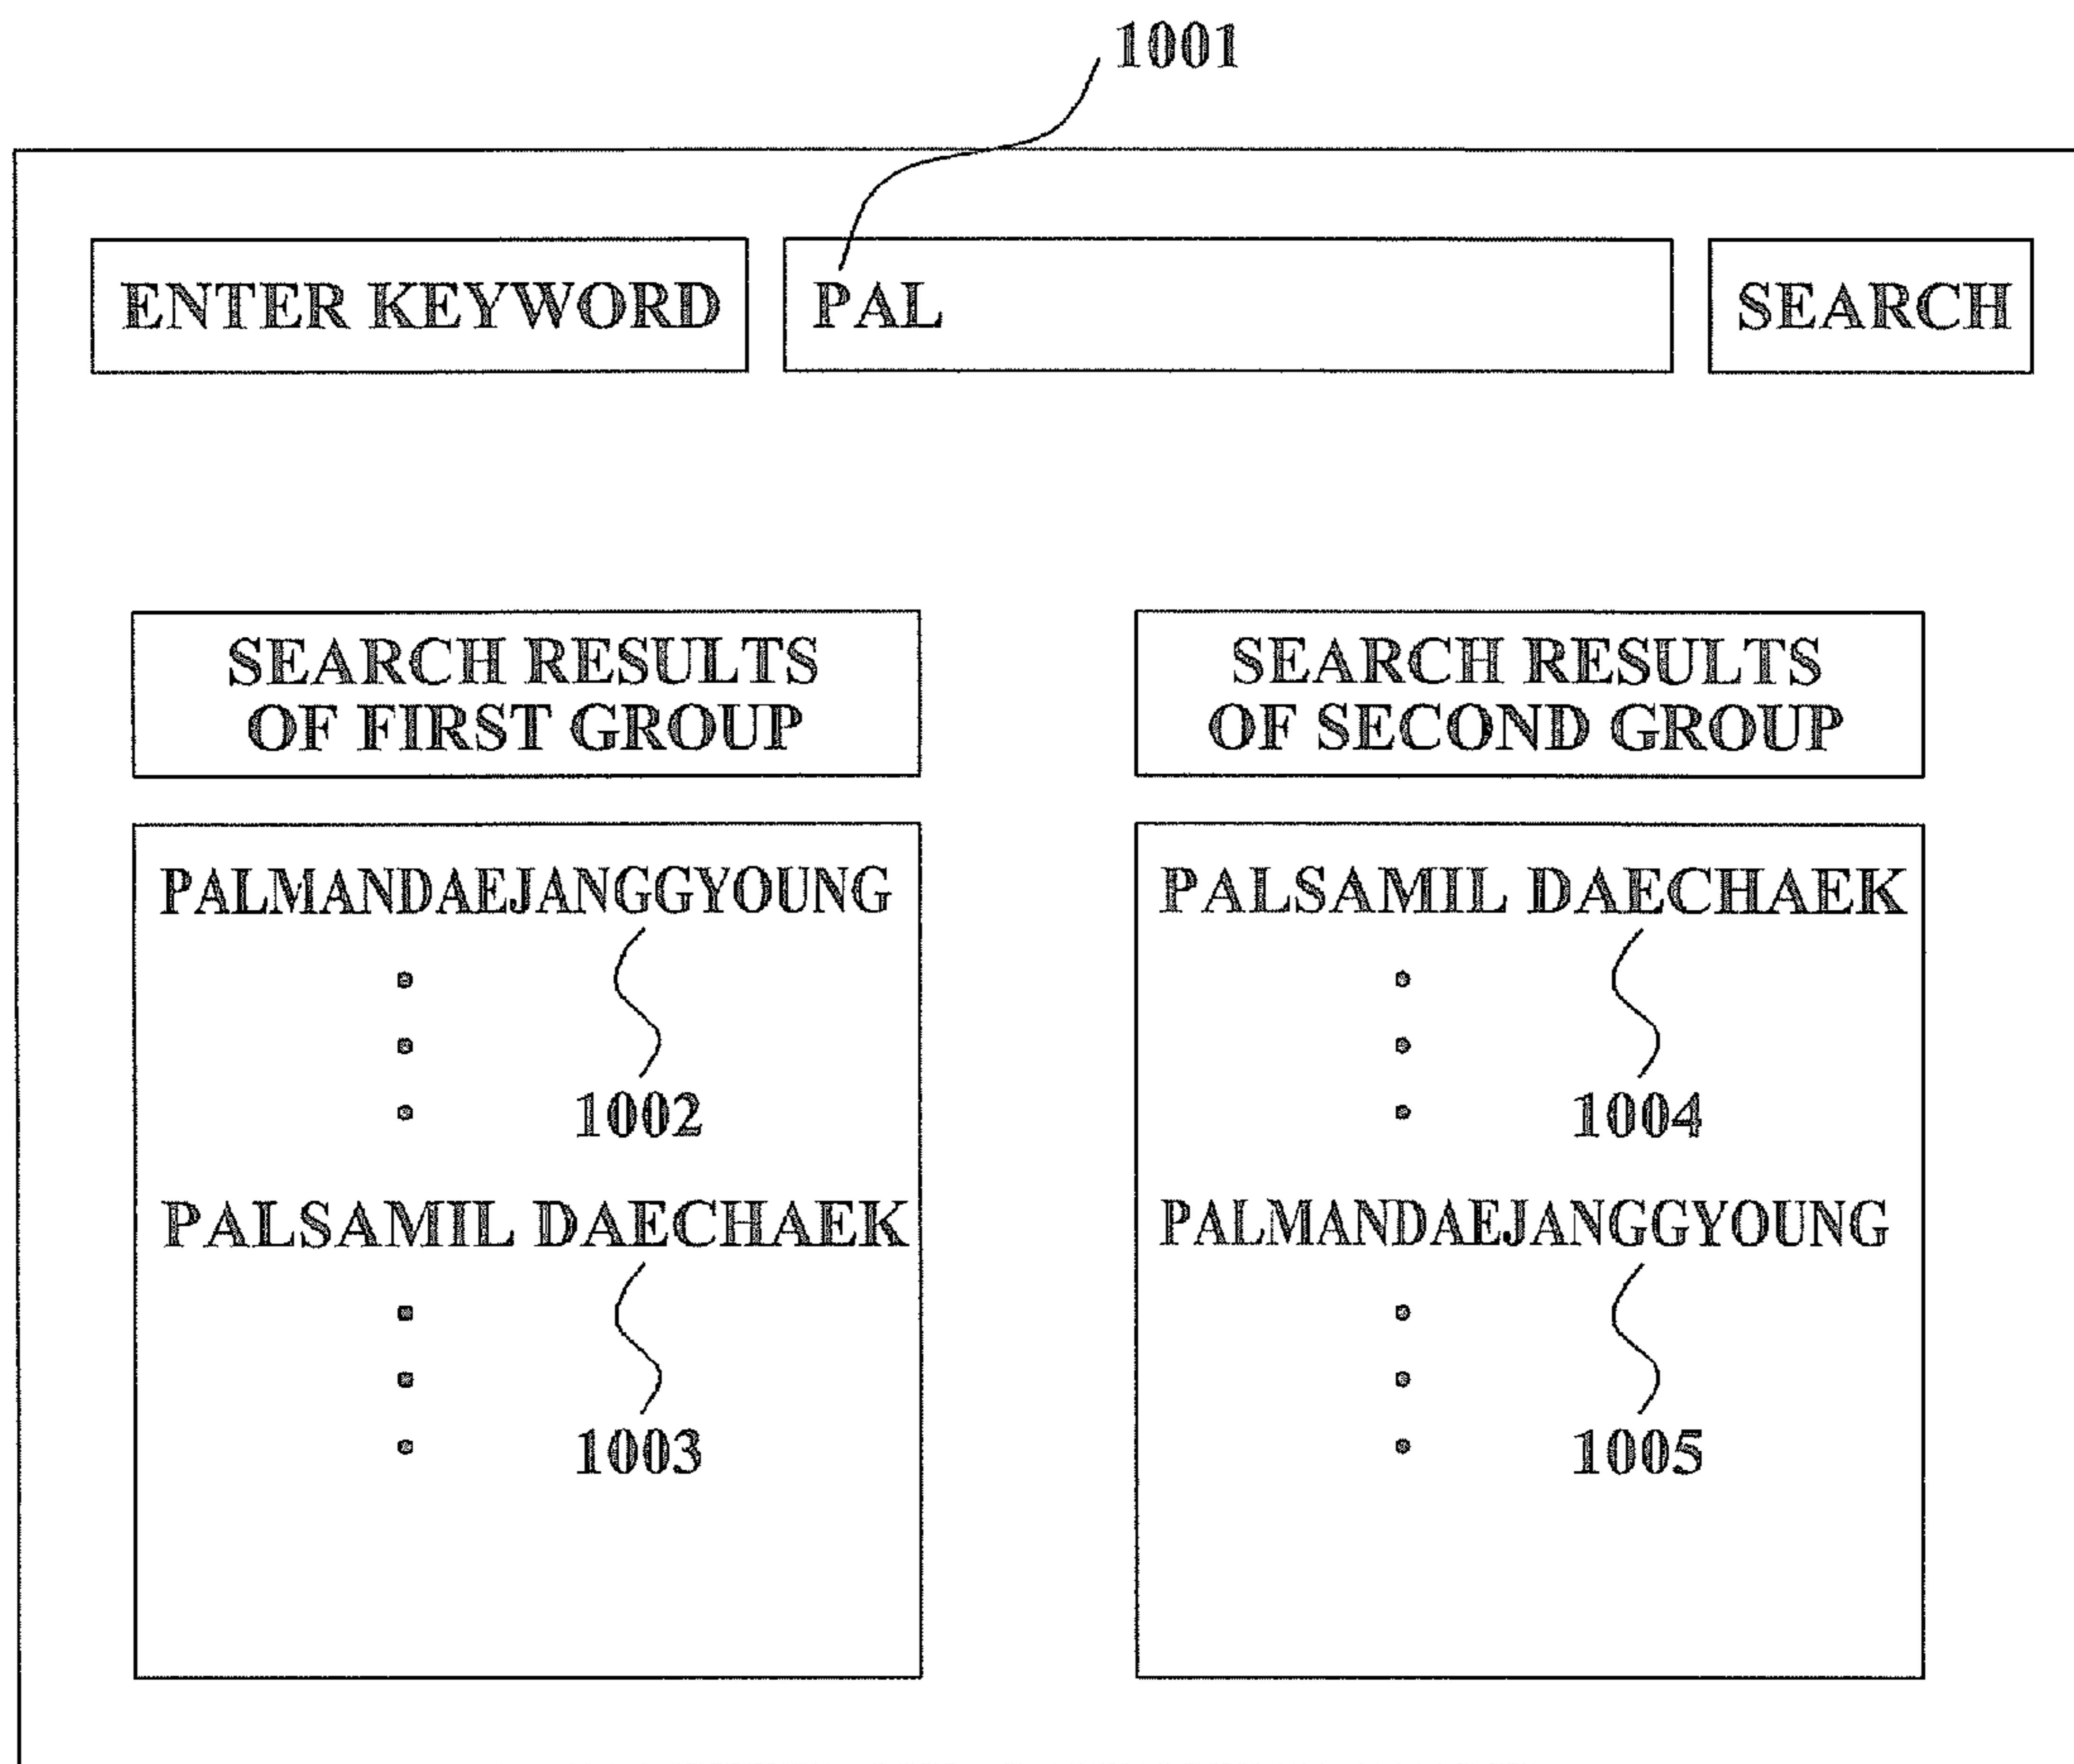 1001
ENTER KEYWORD PAL SEARCH
SEARCH RESULTS
OF FIRST GROUP
PALMANDAEJANGGYOUNG
1002
PALSAMIL DAECHAEK
1003
SEARCH RESULTS
OF SECOND GROUP
PALSAMIL DAECHAEK
1004
PALMANDAEJANGGYOUNG
1005